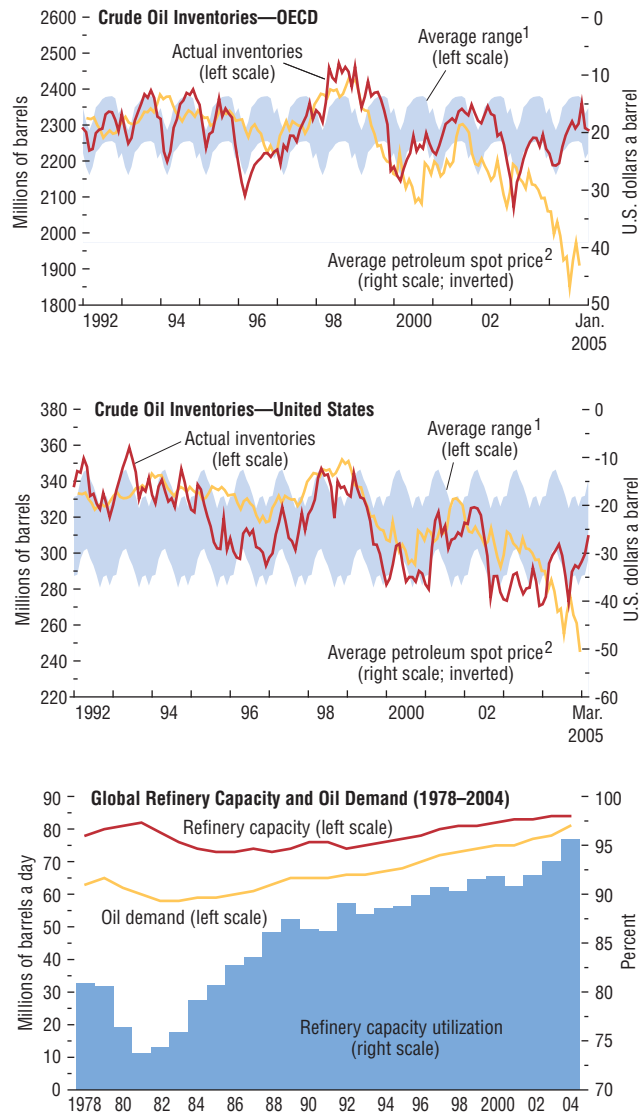 Crude Oil Inventories—OECD
2600
2500
2400
2300
2200
2100
2000
1900
1800
Millions of barrels
Actual inventories
(left scale)
Average range1
(left scale)
Average petroleum spot price2
(right scale; inverted)
0
10
20
30
40
50
U.S. dollars a barrel
1992 94 96 98 2000 02 Jan.
2005
Crude Oil Inventories—United States
380
360
340
320
300
280
260
240
220
Millions of barrels
Actual inventories
(left scale)
Average range1
(left scale)
Average petroleum spot price2
(right scale; inverted)
0
-10
-20
-30
-40
-50
-60
U.S. dollars a barrel
1992 94 96 98 2000 02 Mar.
2005
Global Refinery Capacity and Oil Demand (1978–2004)
90
80
70
60
50
40
30
20
10
0
Millions of barrels a day
Refinery capacity (left scale)
Oil demand (left scale)
Refinery capacity utilization
(right scale)
100
95
90
85
80
75
70
Percent
1978 80 82 84 86 88 90 92 94 96 98 2000 02 04